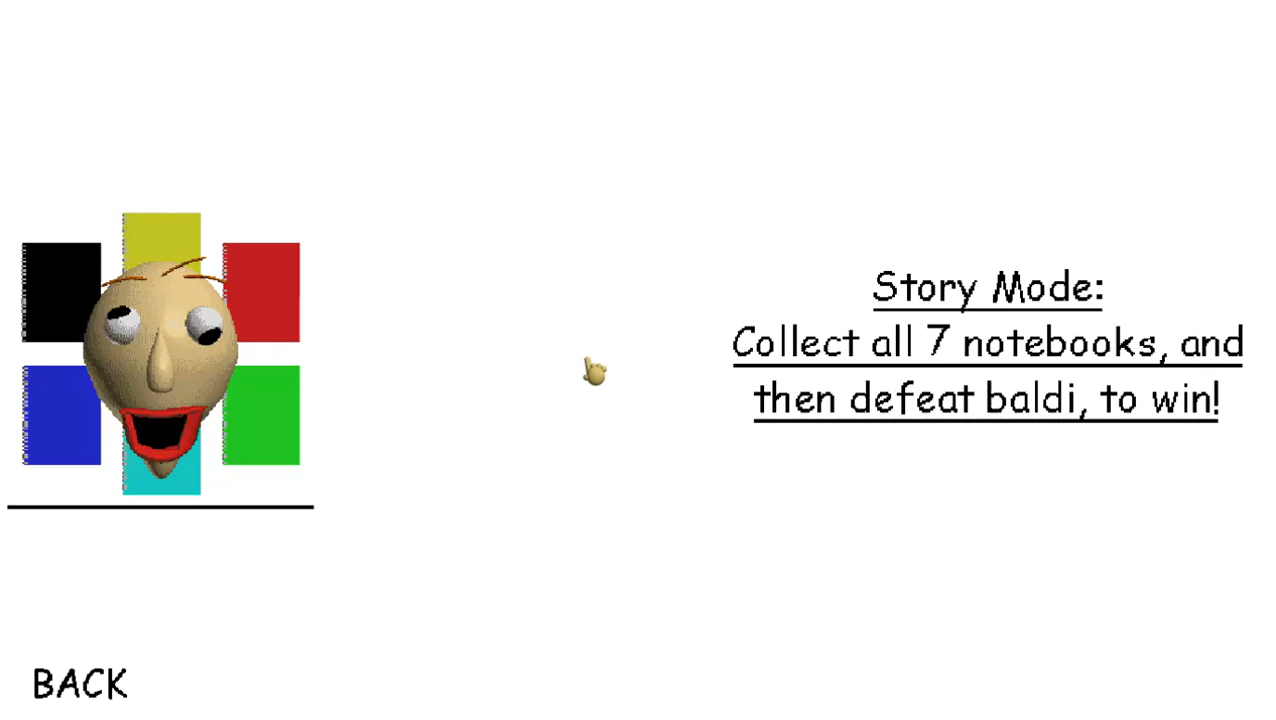 Story Mode:
Collect all 7 notebooks, and
then defeat baldi, to win!
BACK